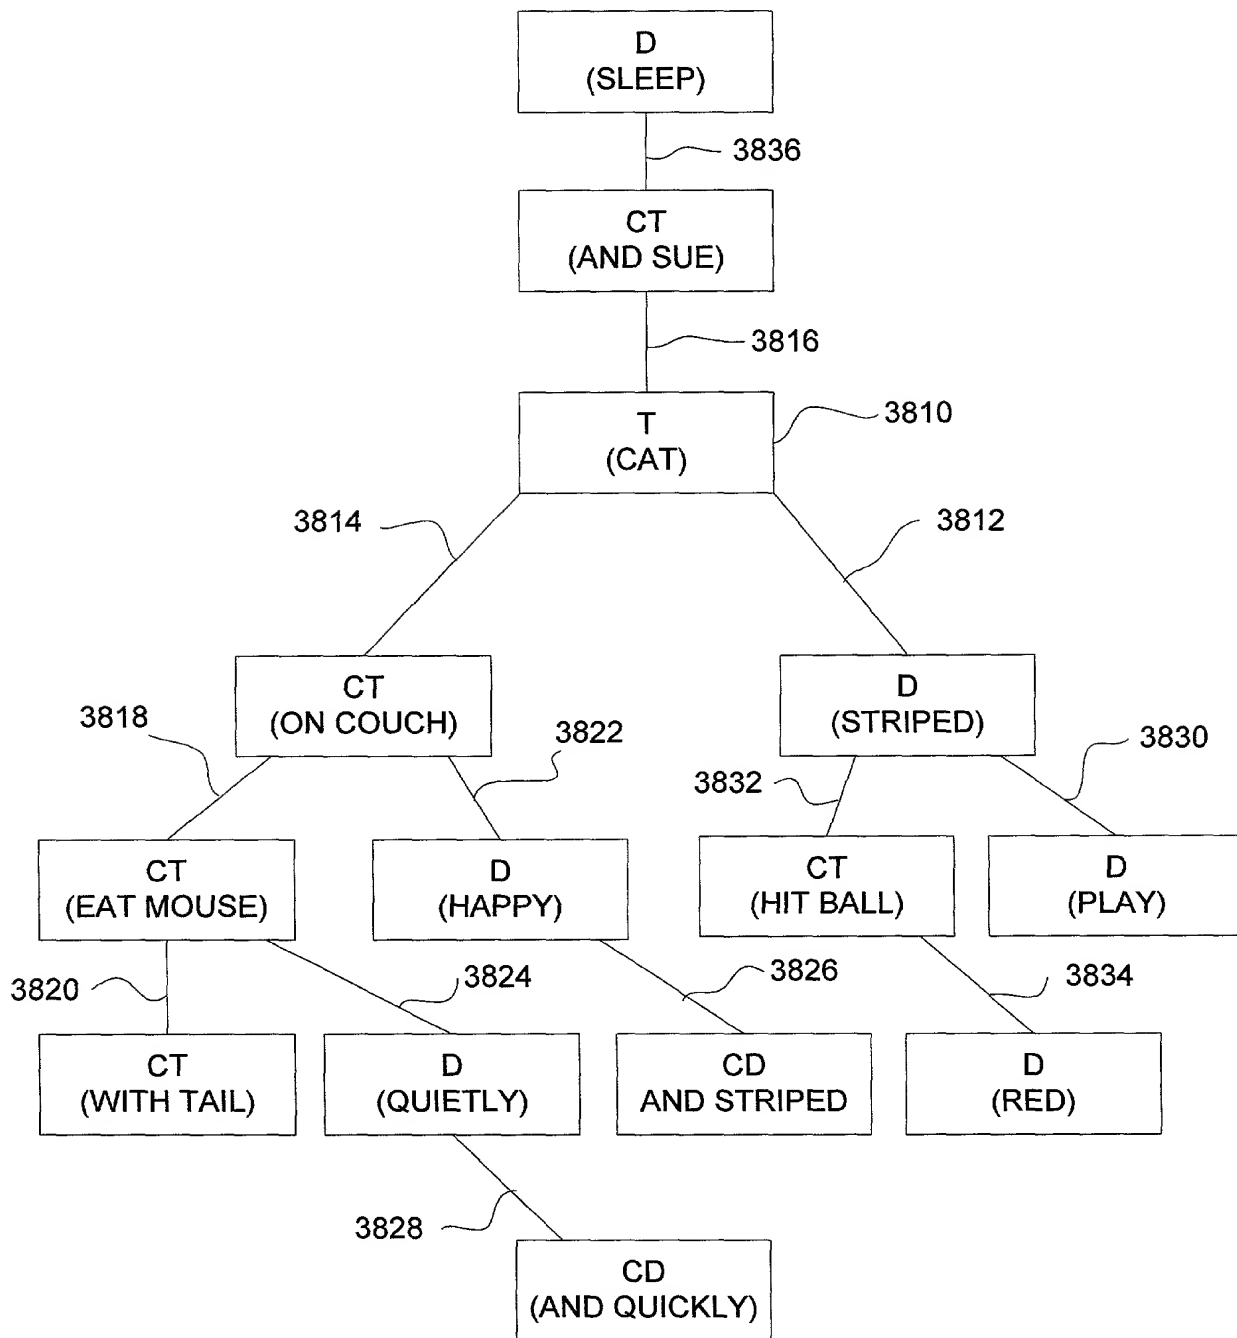 D
(SLEEP)
3836
CT
(AND SUE)
3816
T
(CAT)
3810
3814
3812
CT
(ON COUCH)
D
(STRIPED)
3818
3822
3832
3830
CT
(EAT MOUSE)
D
(HAPPY)
CT
(HIT BALL)
D
(PLAY)
3820
3824
3826
3834
CT
(WITH TAIL)
D
(QUIETLY)
CD
AND STRIPED
D
(RED)
3828
CD
(AND QUICKLY)